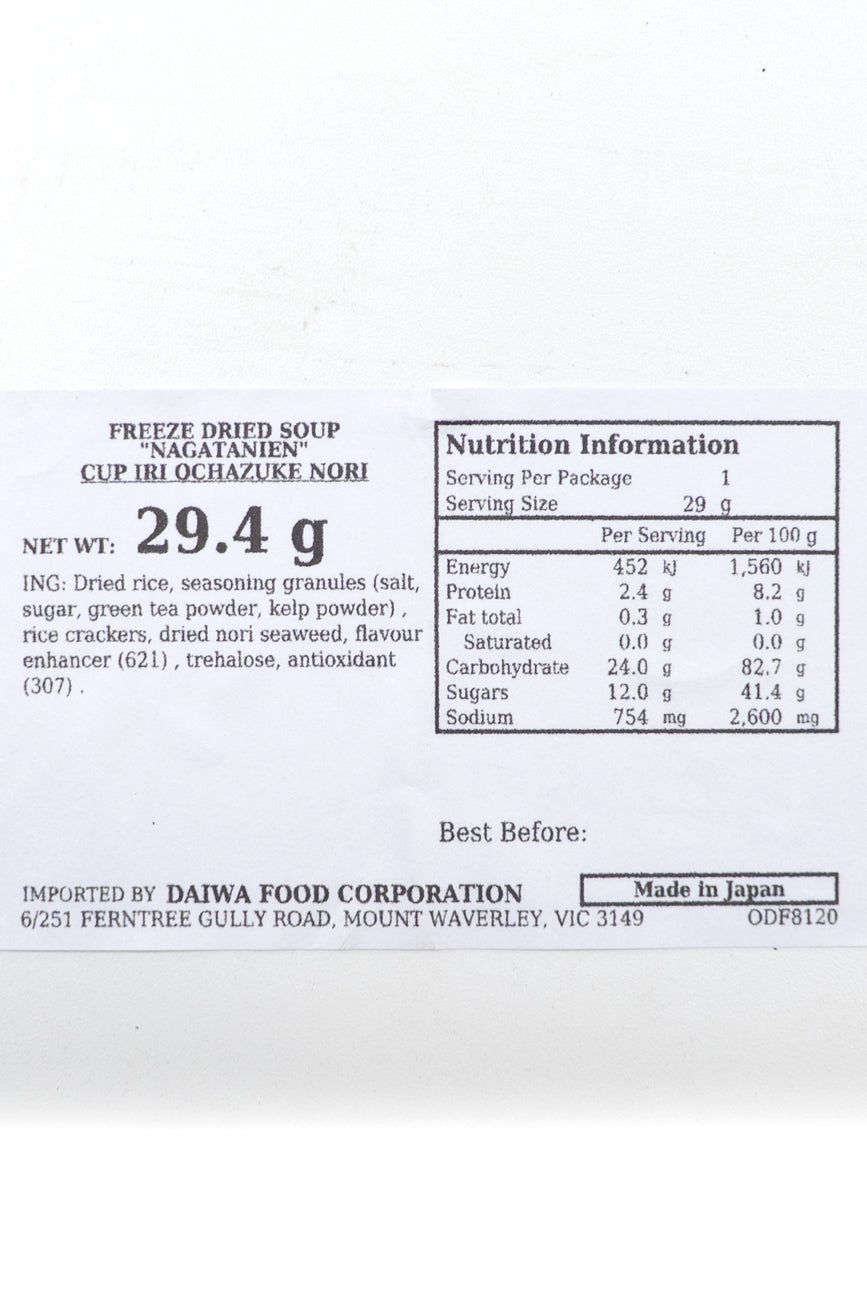 FREEZE DRIED SOUP
"NAGATANIEN"
CUP IRI OCHAZUKE NORI
NET WT: 29.4 g
ING: Dried rice, seasoning granules (salt,
sugar, green tea powder, kelp powder) ,
rice crackers, dried nori seaweed, flavour
enhancer (621) , trehalose, antioxidant
(307) .
Nutrition Information
Serving Per Package 1
Serving Size 29 g
Per Serving Per 100 g
Energy 452 kJ 1,560 kJ
Protein 2.4 g 8.2 g
Fat total 0.3 g 1.0 g
Saturated 0.0 g 0.0 g
Carbohydrate 24.0 g 82.7 g
Sugars 12.0 g 41.4 g
Sodium 754 mg 2,600 mg
Best Before:
IMPORTED BY DAIWA FOOD CORPORATION
Made in Japan
6/251 FERNTREE GULLY ROAD, MOUNT WAVERLEY, VIC 3149
ODF8120